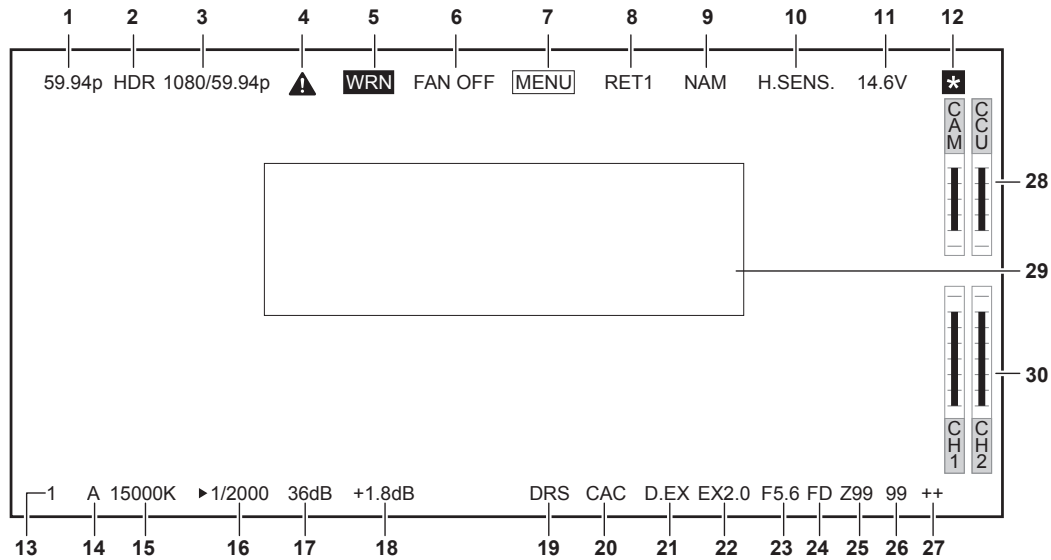 1 2 3 4 5 6 7 8 9 10 11 12
59.94p HDR 1080/59.94p WRN FAN OFF MENU RET1 NAM H.SENS. 14.6V *
CAM CCU
28
29
30
CH1 CH2
1 A 15000K ▶1/2000 36dB +1.8dB DRS CAC D.EX EX2.0 F5.6 FD Z99 99 ++
13 14 15 16 17 18 19 20 21 22 23 24 25 26 27